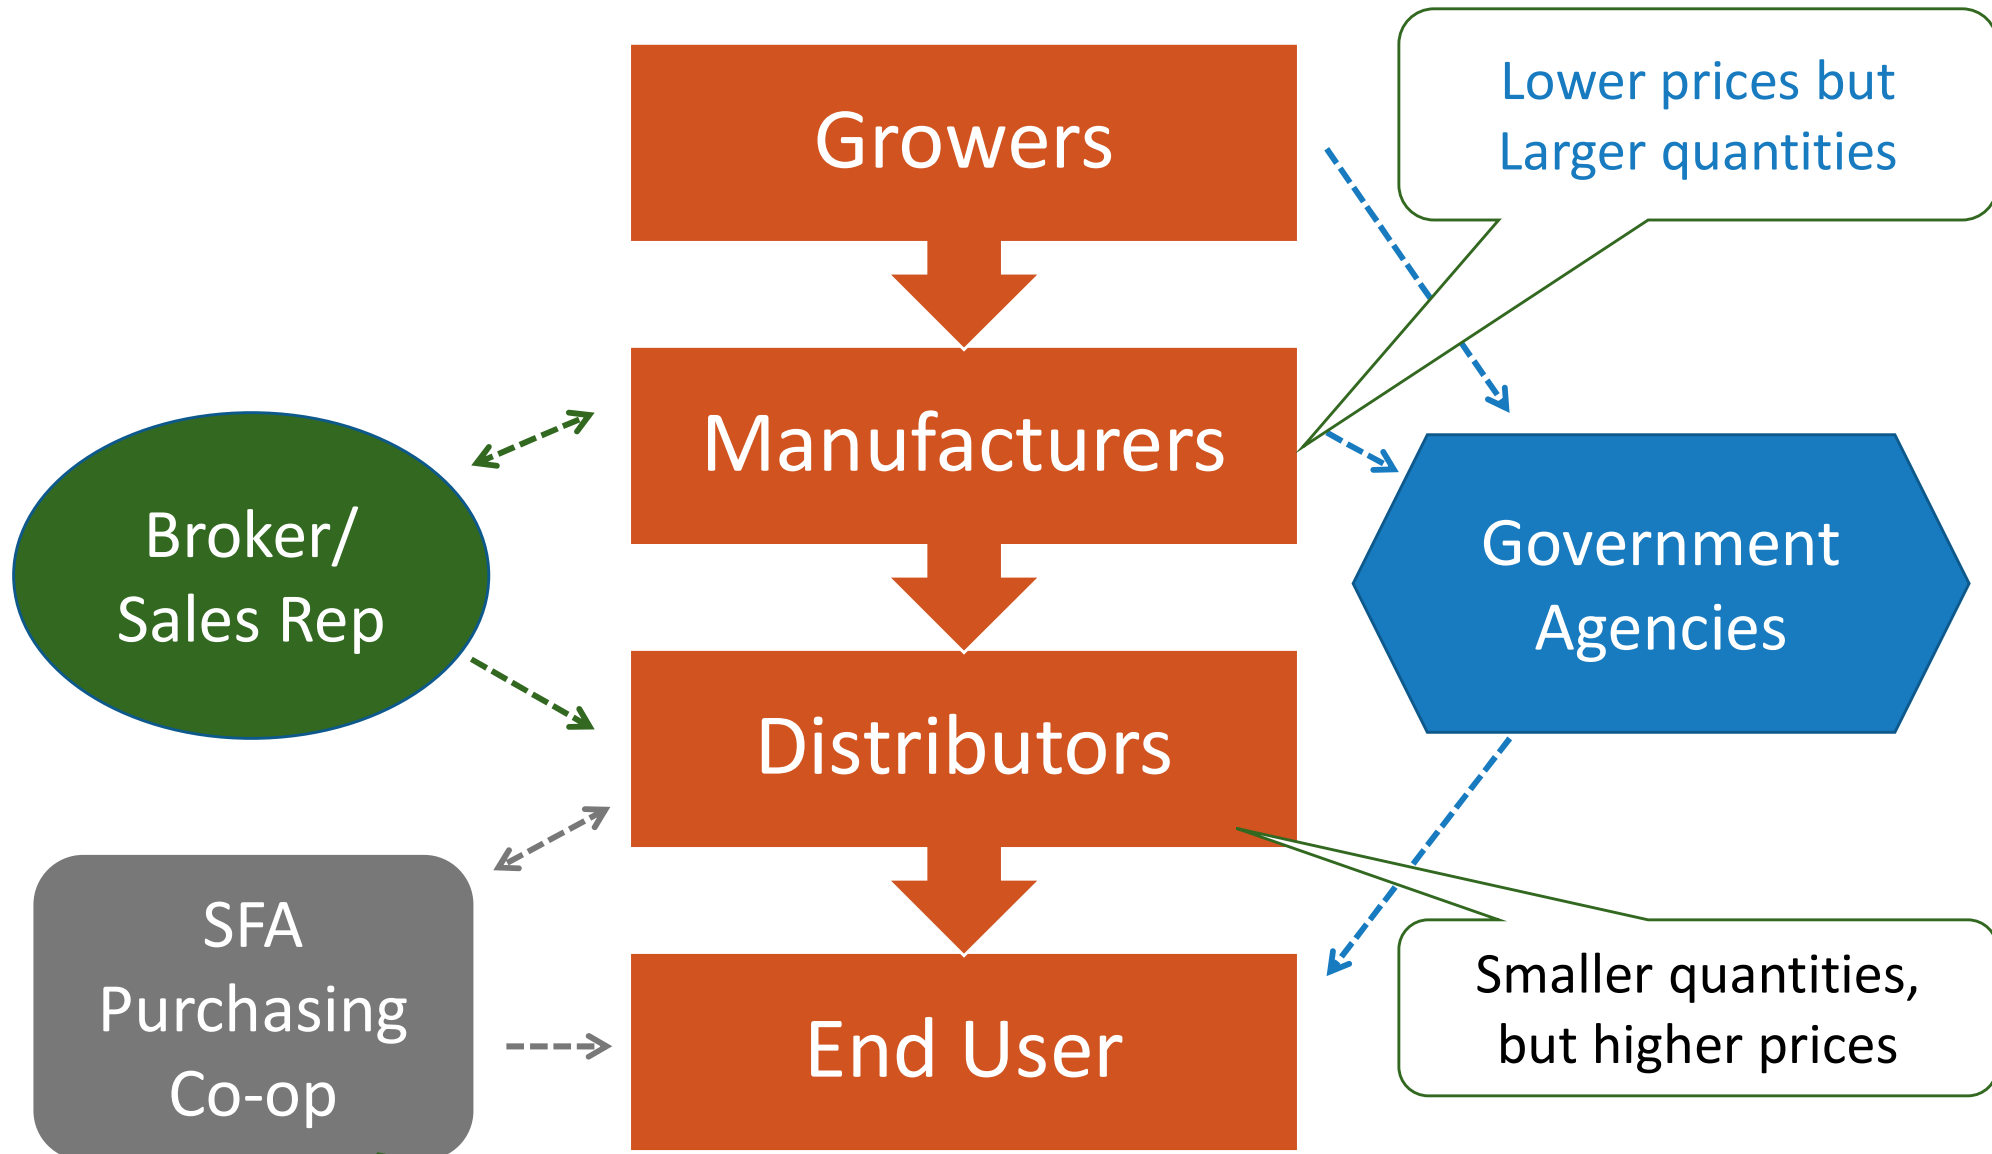 Growers
Lower prices but
Larger quantities
Manufacturers
Broker/
Sales Rep
Government
Agencies
Distributors
SFA
Purchasing
Co-op
End User
Smaller quantities,
but higher prices